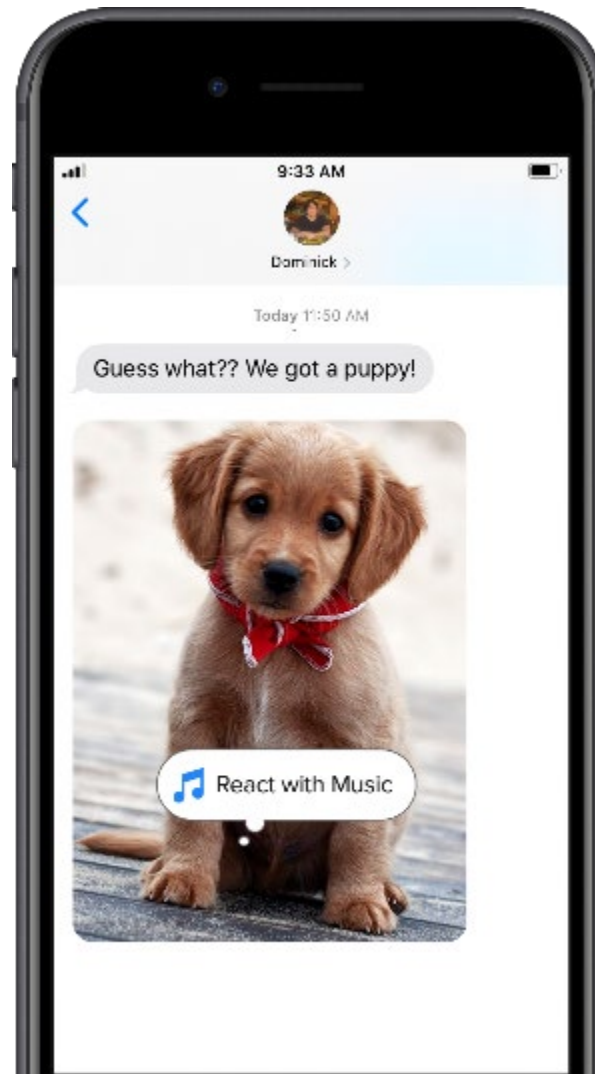 9:33 AM
Dominick >
Today 11:50 AM
Guess what?? We got a puppy!
React with Music